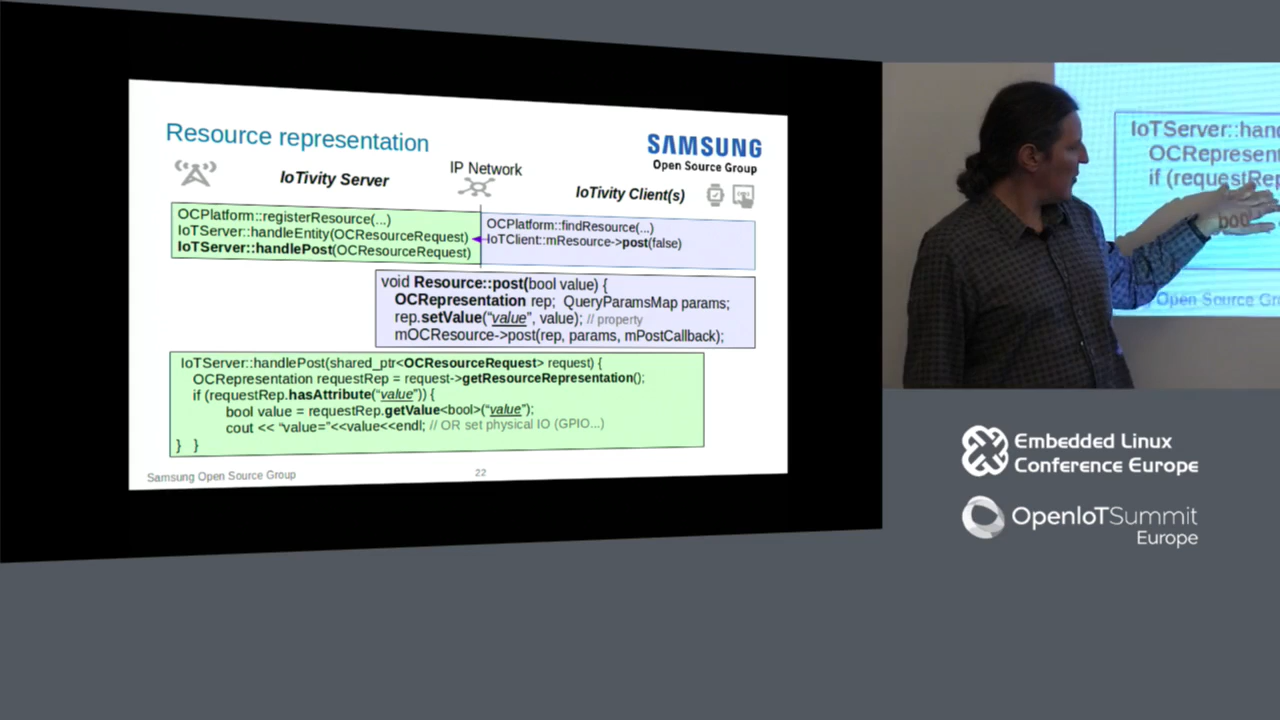 Resource representation
SAMSUNG
Open Source Group
IP Network
IoTivity Server
IoTivity Client(s)
OCPlatform::registerResource(...)
IoTServer::handleEntity(OCResourceRequest)
IoTServer::handlePost(OCResourceRequest)
OCPlatform::findResource(...)
IoTClient::mResource->post(false)
void Resource::post(bool value) {
OCRepresentation rep; QueryParamsMap params;
rep.setValue(“value”, value); // property
mOCResource->post(rep, params, mPostCallback);
IoTServer::handlePost(shared_ptr<OCResourceRequest> request) {
OCRepresentation requestRep = request->getResourceRepresentation();
if (requestRep.hasAttribute(“value”)) {
bool value = requestRep.getValue<bool>(“value”);
cout << “value=”<<value<<endl; // OR set physical IO (GPIO...)
} }
Samsung Open Source Group
22
IoTServer::han
OCRepresent
if (requestRep
bool
Open Source Gr
Embedded Linux
Conference Europe
OpenIoTSummit
Europe